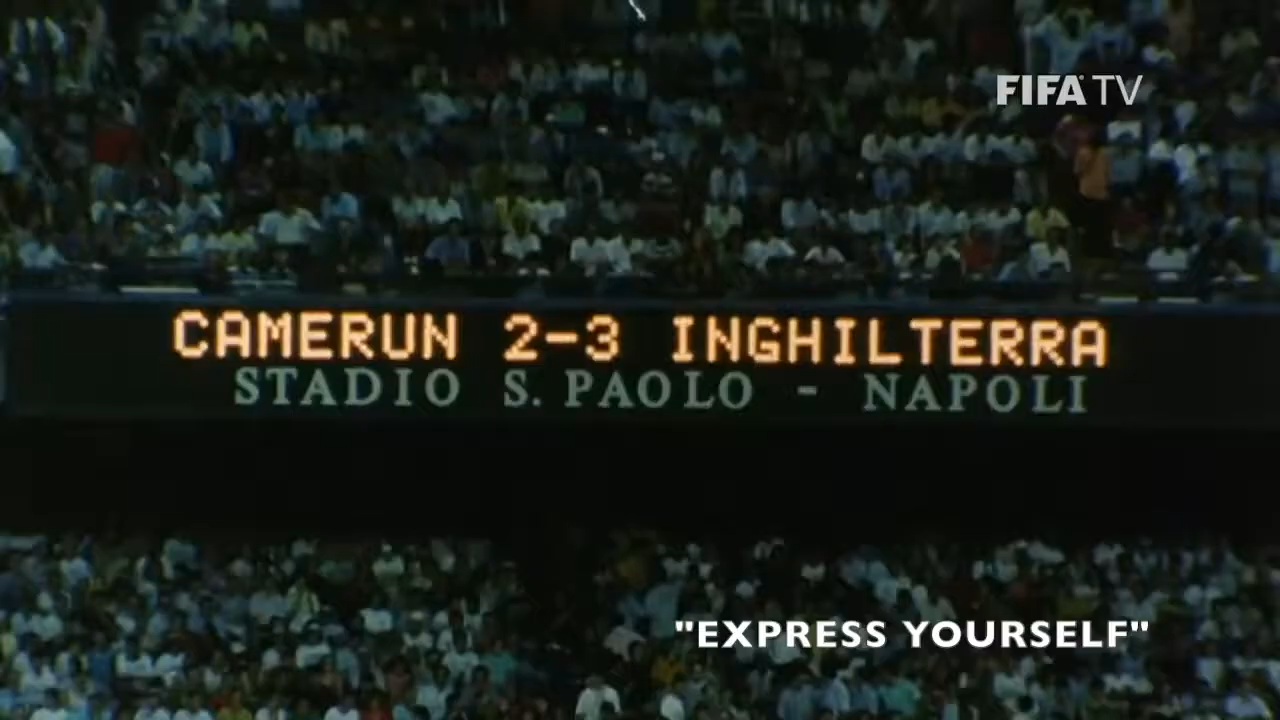 FIFA TV
CAMERUN 2-3 INGHILTERRA
STADIO S. PAOLO - NAPOLI
"EXPRESS YOURSELF"